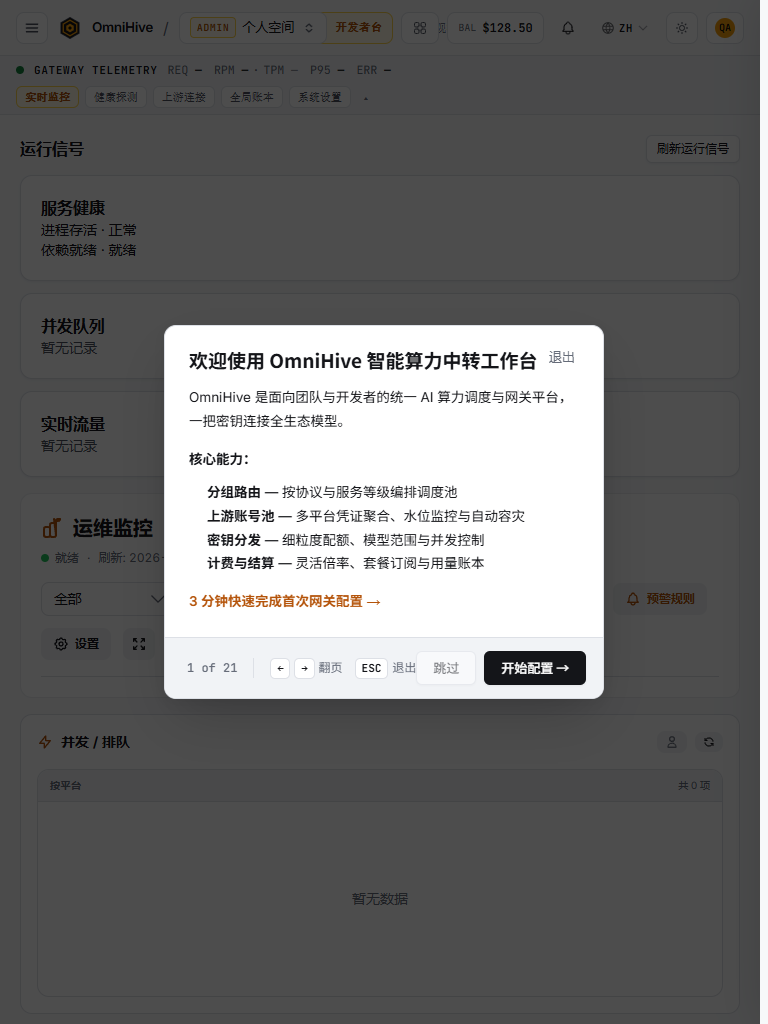 OmniHive / ADMIN 个人空间 开发者台 BAL $128.50 ZH QA
GATEWAY TELEMETRY REQ — RPM — · TPM — P95 — ERR —
实时监控 健康探测 上游连接 全局账本 系统设置
运行信号 刷新运行信号
服务健康
进程存活 · 正常
依赖就绪 · 就绪
并发队列
暂无记录
实时流量
暂无记录
欢迎使用 OmniHive 智能算力中转工作台 退出
OmniHive 是面向团队与开发者的统一 AI 算力调度与网关平台，
一把密钥连接全生态模型。
核心能力：
分组路由 — 按协议与服务等级编排调度池
上游账号池 — 多平台凭证聚合、水位监控与自动容灾
密钥分发 — 细粒度配额、模型范围与并发控制
计费与结算 — 灵活倍率、套餐订阅与用量账本
3 分钟快速完成首次网关配置 →
1 of 21 ← → 翻页 ESC 退出 跳过 开始配置 →
运维监控
就绪 · 刷新: 2026-
全部 预警规则
设置
并发 / 排队
按平台 共 0 项
暂无数据